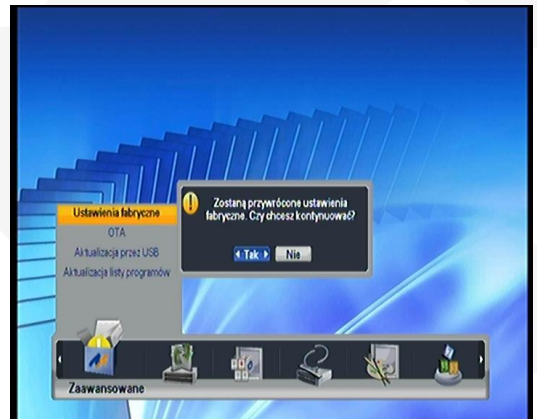 Zostaną przywrócone ustawienia
fabryczne. Czy chcesz kontynuować?
Tak Nie
Ustawienia fabryczne
OTA
Aktualizacja przez USB
Aktualizacja listy programów
Zaawansowane